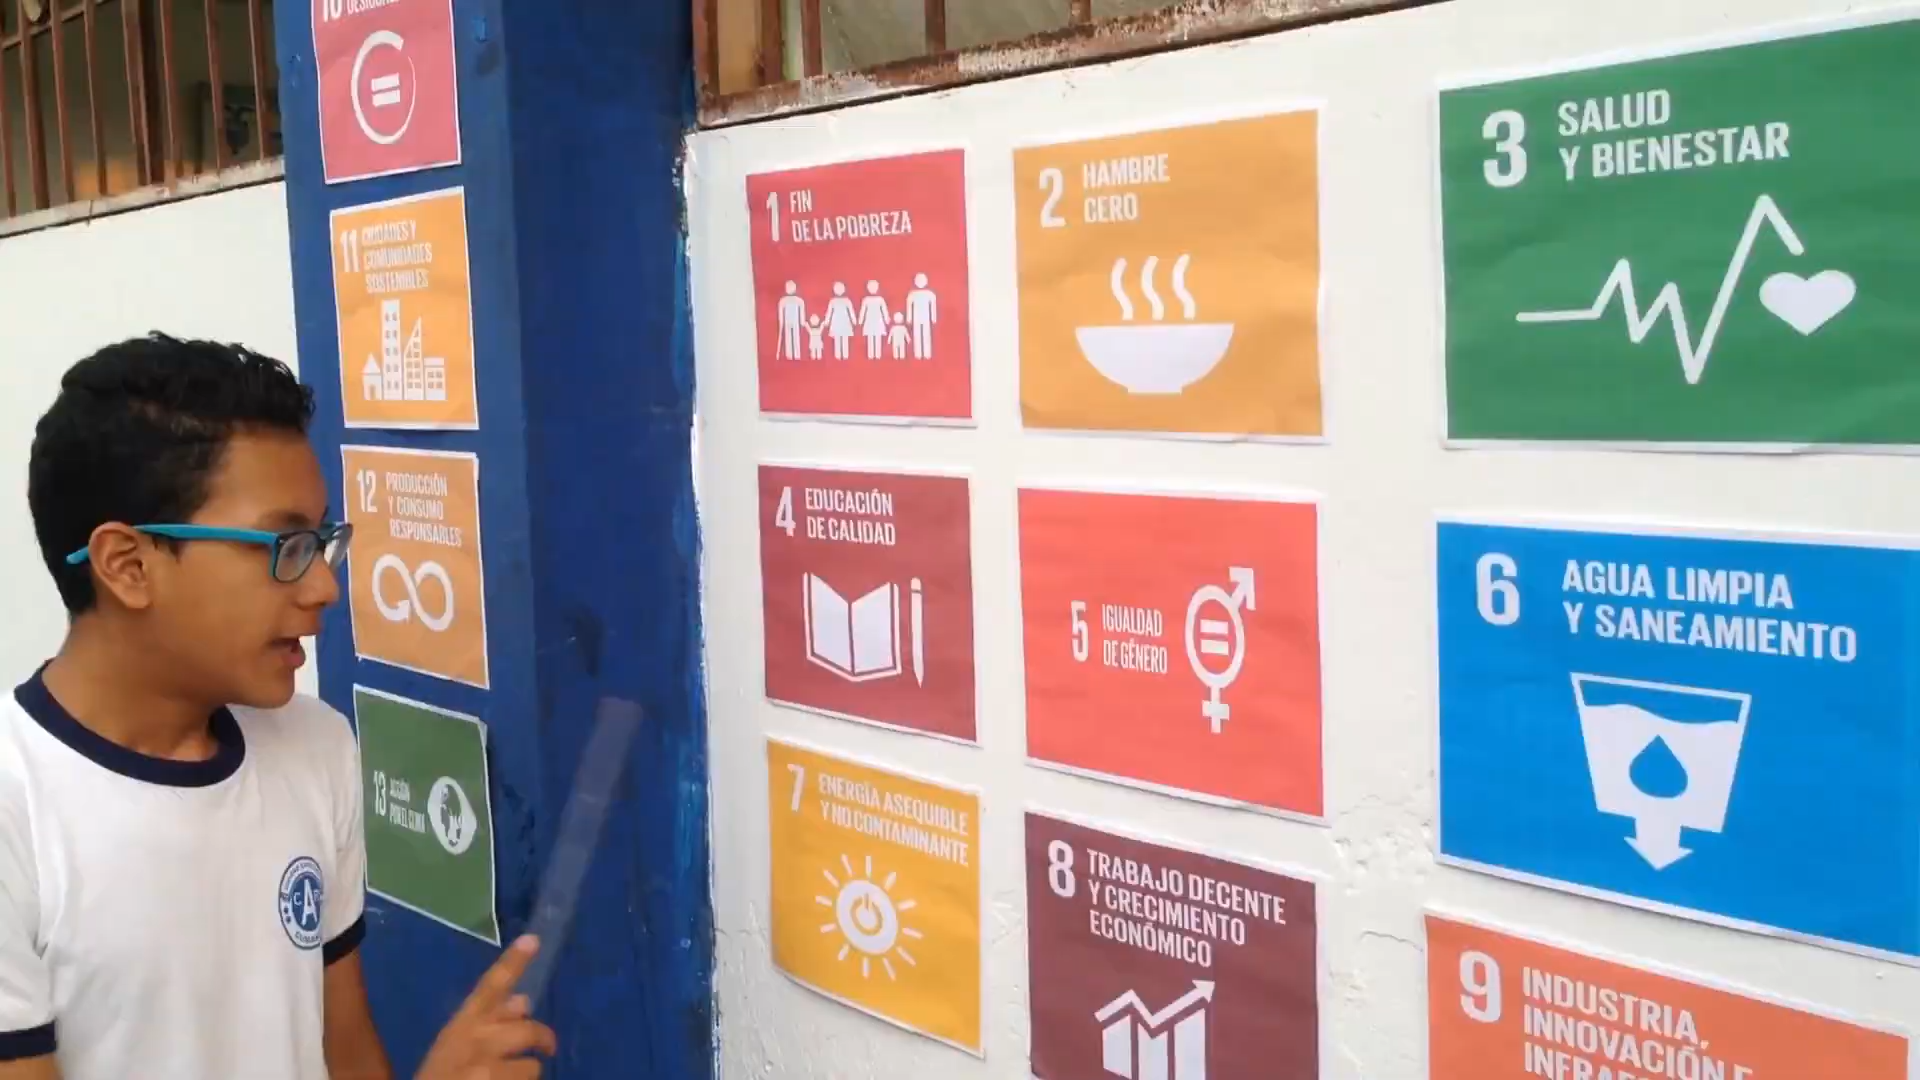 10
11 CIUDADES Y
COMUNIDADES
SOSTENIBLES
12 PRODUCCIÓN
Y CONSUMO
RESPONSABLES
13 ACCIÓN
POR EL CLIMA
1 FIN
DE LA POBREZA
2 HAMBRE
CERO
3 SALUD
Y BIENESTAR
4 EDUCACIÓN
DE CALIDAD
5 IGUALDAD
DE GÉNERO
6 AGUA LIMPIA
Y SANEAMIENTO
7 ENERGÍA ASEQUIBLE
Y NO CONTAMINANTE
8 TRABAJO DECENTE
Y CRECIMIENTO
ECONÓMICO
9 INDUSTRIA,
INNOVACIÓN E